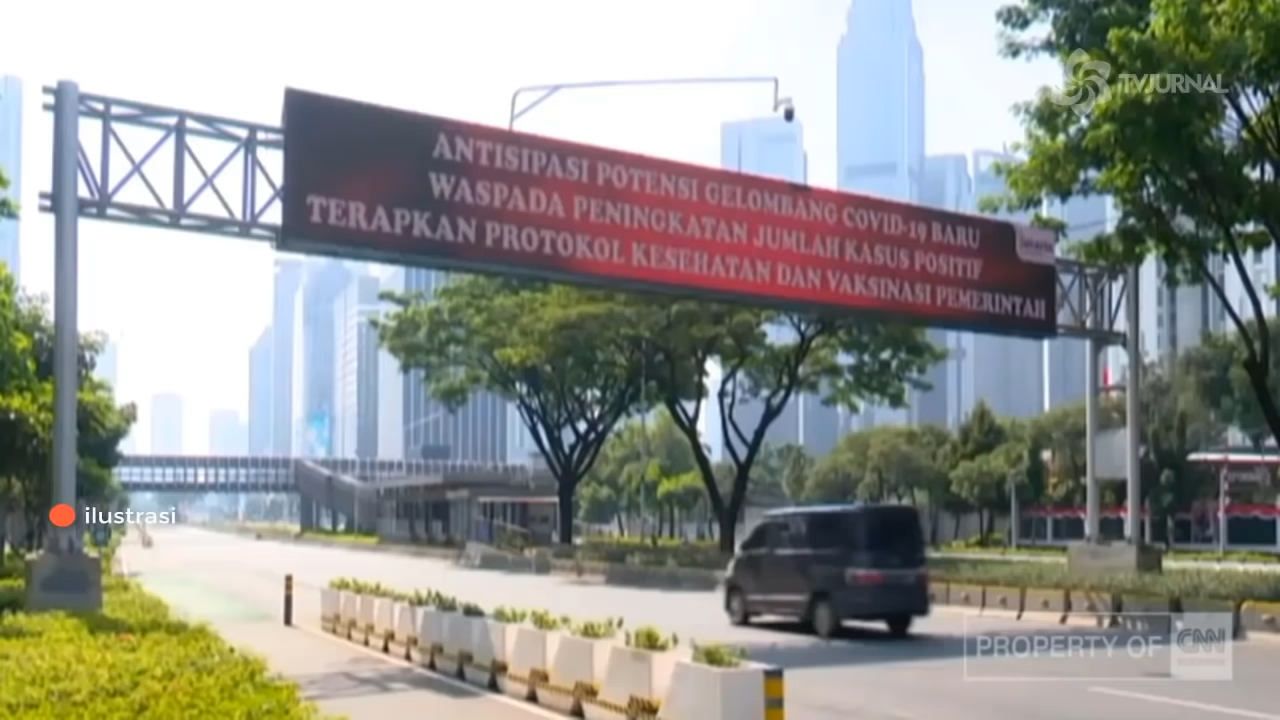 TVJURNAL
ANTISIPASI POTENSI GELOMBANG COVID-19 BARU
WASPADA PENINGKATAN JUMLAH KASUS POSITIF
TERAPKAN PROTOKOL KESEHATAN DAN VAKSINASI PEMERINTAH
ilustrasi
PROPERTY OF CNN